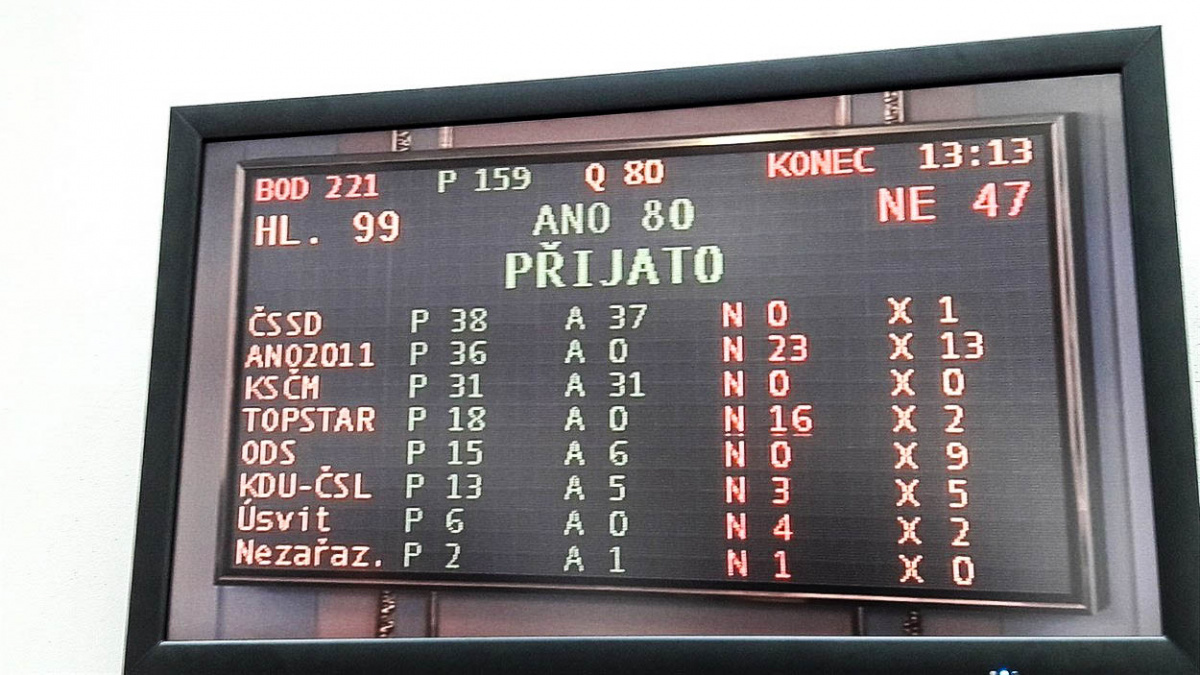 BOD 221 P 159 Q 80 KONEC 13:13
HL. 99 ANO 80 NE 47
PŘIJATO
ČSSD P 38 A 37 N 0 X 1
ANO2011 P 36 A 0 N 23 X 13
KSČM P 31 A 31 N 0 X 0
TOPSTAR P 18 A 0 N 16 X 2
ODS P 15 A 6 N 0 X 9
KDU-ČSL P 13 A 5 N 3 X 5
Úsvit P 6 A 0 N 4 X 2
Nezařaz. P 2 A 1 N 1 X 0